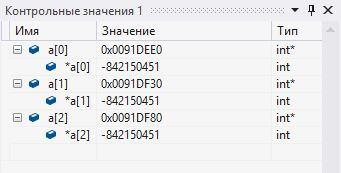 Контрольные значения 1
Имя Значение Тип
a[0] 0x0091DEE0 int*
*a[0] -842150451 int
a[1] 0x0091DF30 int*
*a[1] -842150451 int
a[2] 0x0091DF80 int*
*a[2] -842150451 int